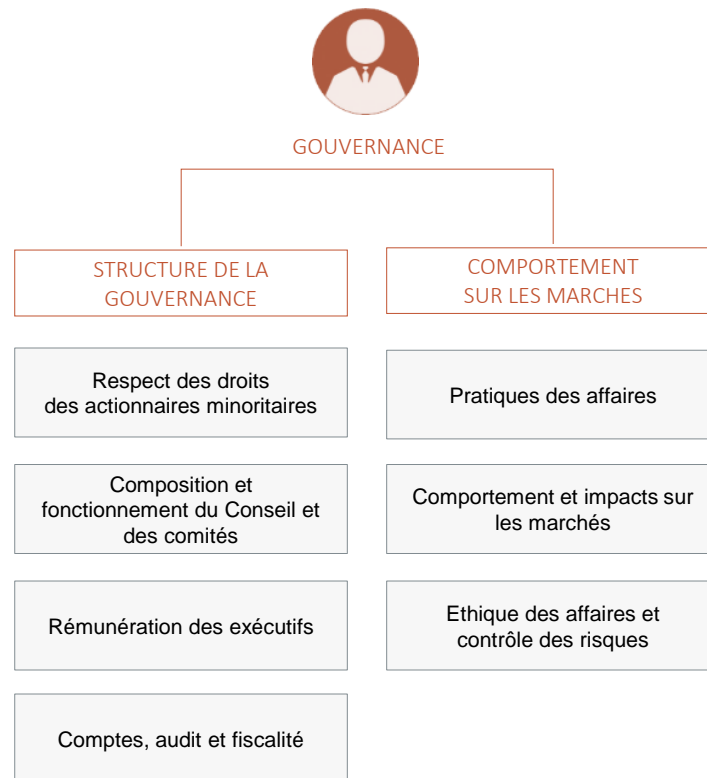 GOUVERNANCE
STRUCTURE DE LA
GOUVERNANCE
Respect des droits
des actionnaires minoritaires
Composition et
fonctionnement du Conseil et
des comités
Rémunération des exécutifs
Comptes, audit et fiscalité
COMPORTEMENT
SUR LES MARCHES
Pratiques des affaires
Comportement et impacts sur
les marchés
Ethique des affaires et
contrôle des risques